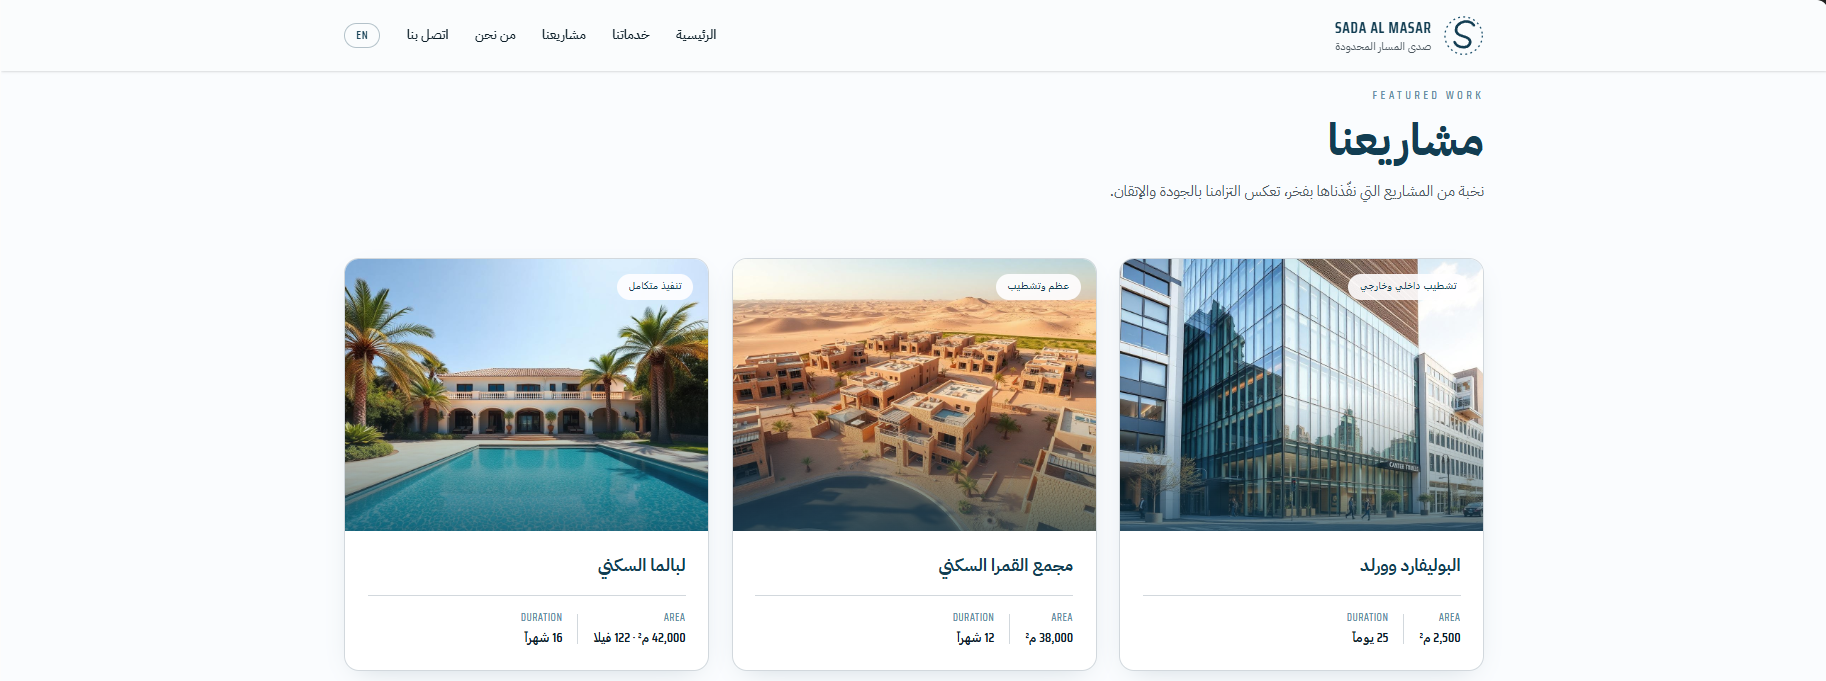 SADA AL MASAR
صدى المسار المحدودة
الرئيسية
خدماتنا
مشاريعنا
من نحن
اتصل بنا
EN
FEATURED WORK
مشاريعنا
نخبة من المشاريع التي نفّذناها بفخر، تعكس التزامنا بالجودة والإتقان.
تشطيب داخلي وخارجي
البوليفارد وورلد
AREA
2,500 م²
DURATION
25 يوماً
عظم وتشطيب
مجمع القمرا السكني
AREA
38,000 م²
DURATION
12 شهراً
تنفيذ متكامل
لبالما السكني
AREA
42,000 م² · 122 فيلا
DURATION
16 شهراً